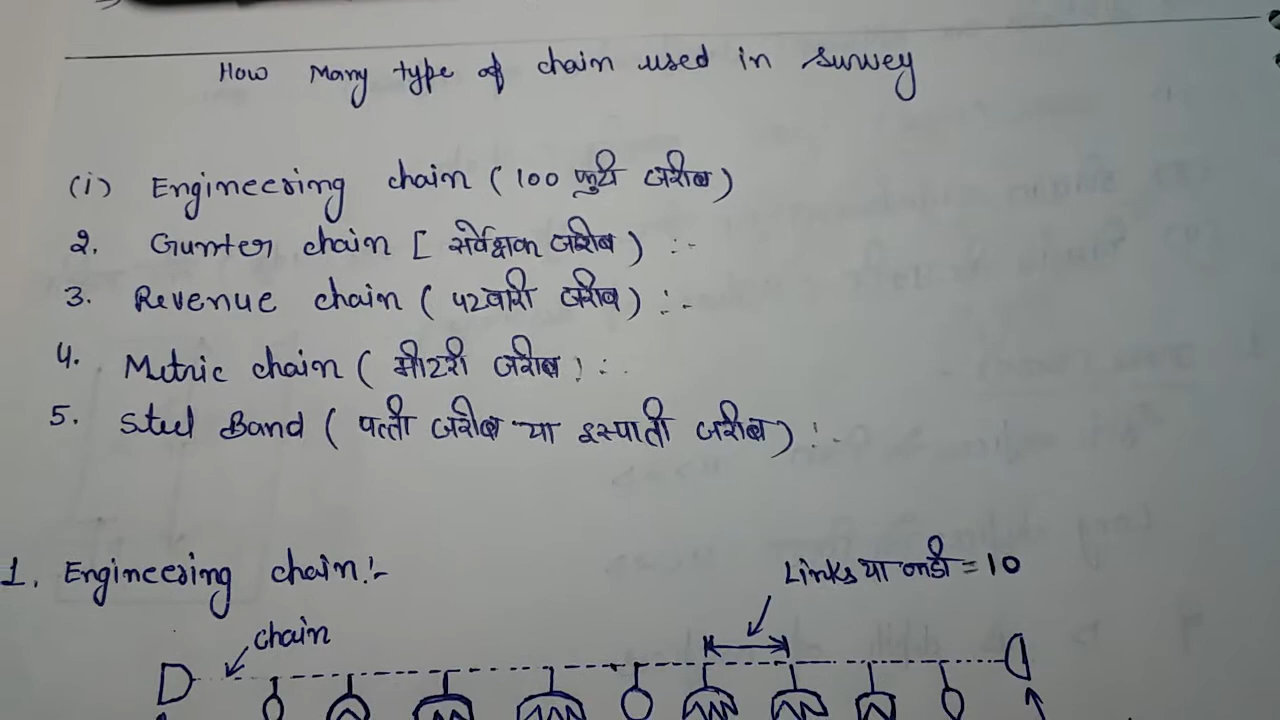 How Many type of chain used in survey
(i) Engineering chain (100 फुटी जरीब)
2. Gunter chain [ सर्वेक्षक जरीब) :-
3. Revenue chain ( 42वारी जरीब) :-
4. Metric chain ( मीटरी जरीब) :-
5. Steel Band ( पत्ती जरीब या इस्पाती जरीब) :-
1. Engineering chain:-
Links या कडी = 10
chain